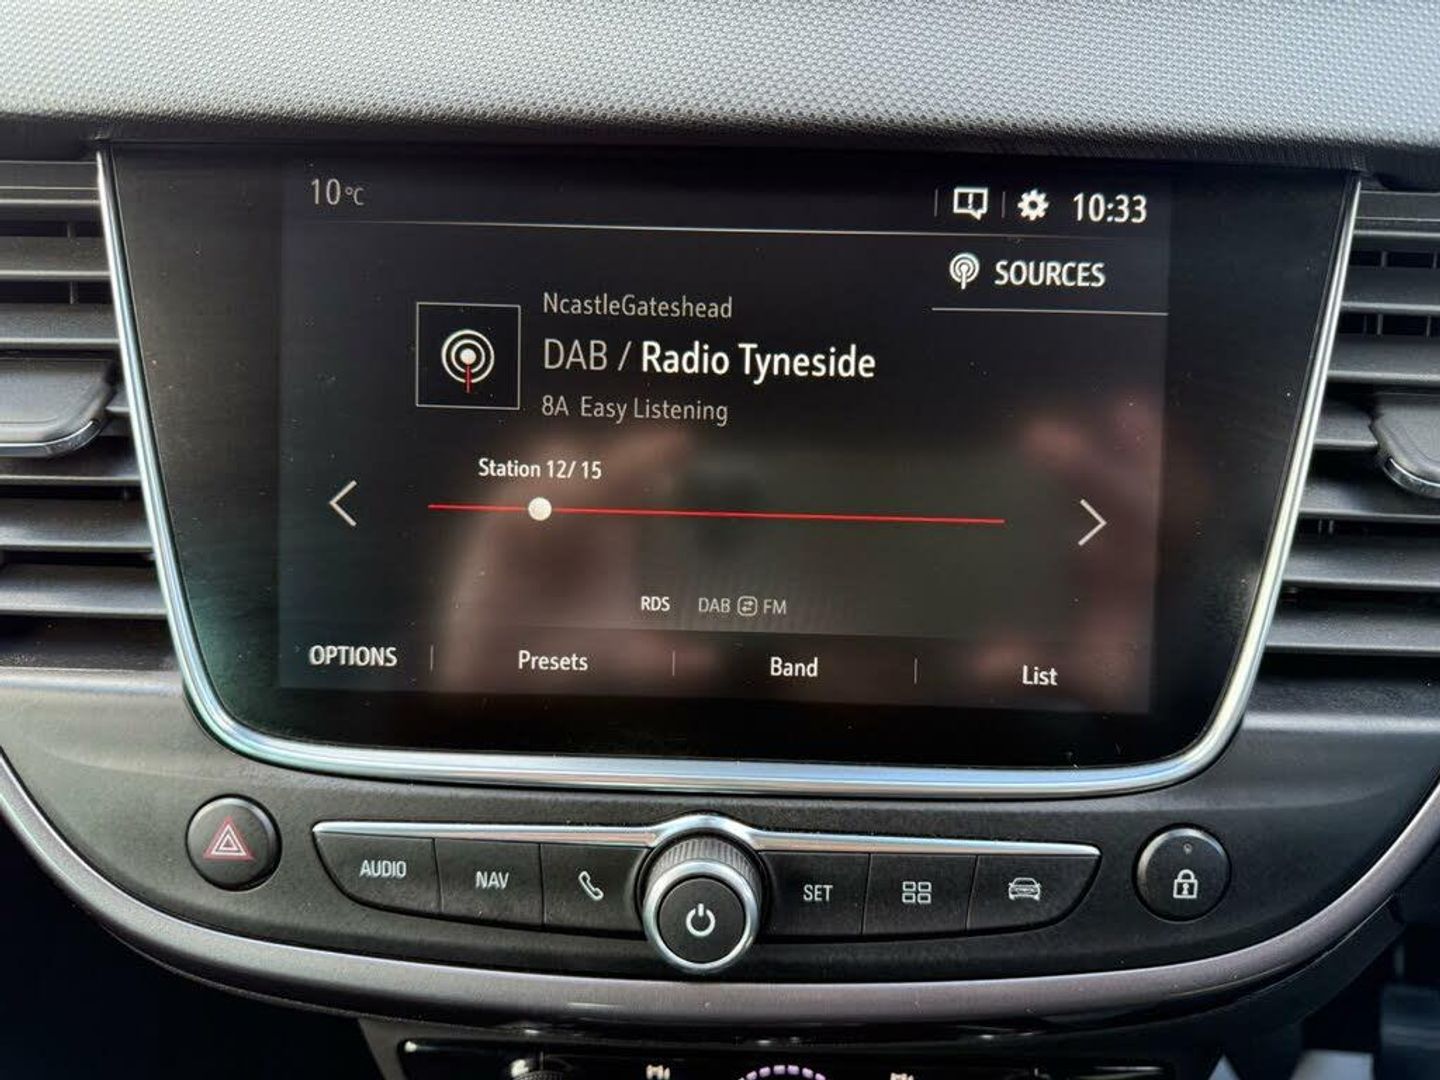 10°C
10:33
SOURCES
NcastleGateshead
DAB / Radio Tyneside
8A Easy Listening
Station 12/15
RDS DAB FM
OPTIONS Presets Band List
AUDIO NAV SET